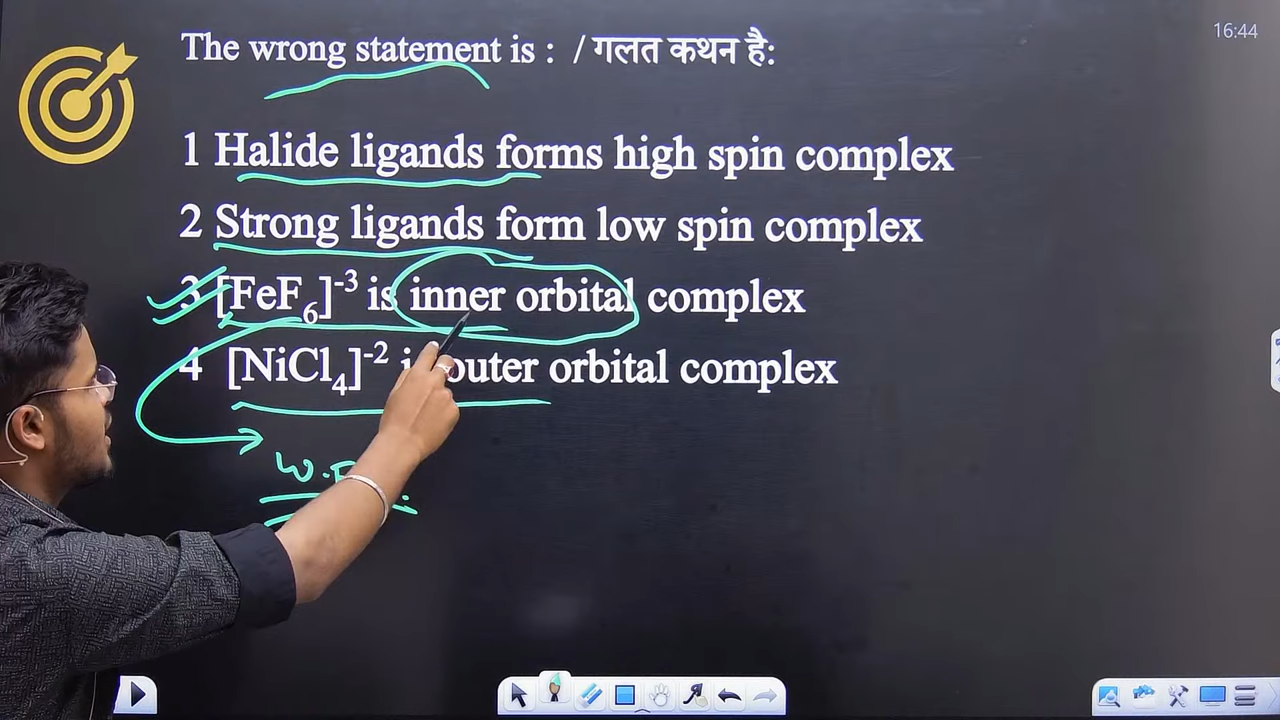 16:44
The wrong statement is : / गलत कथन है:
1 Halide ligands forms high spin complex
2 Strong ligands form low spin complex
3 [FeF6]-3 is inner orbital complex
4 [NiCl4]-2 outer orbital complex
W.